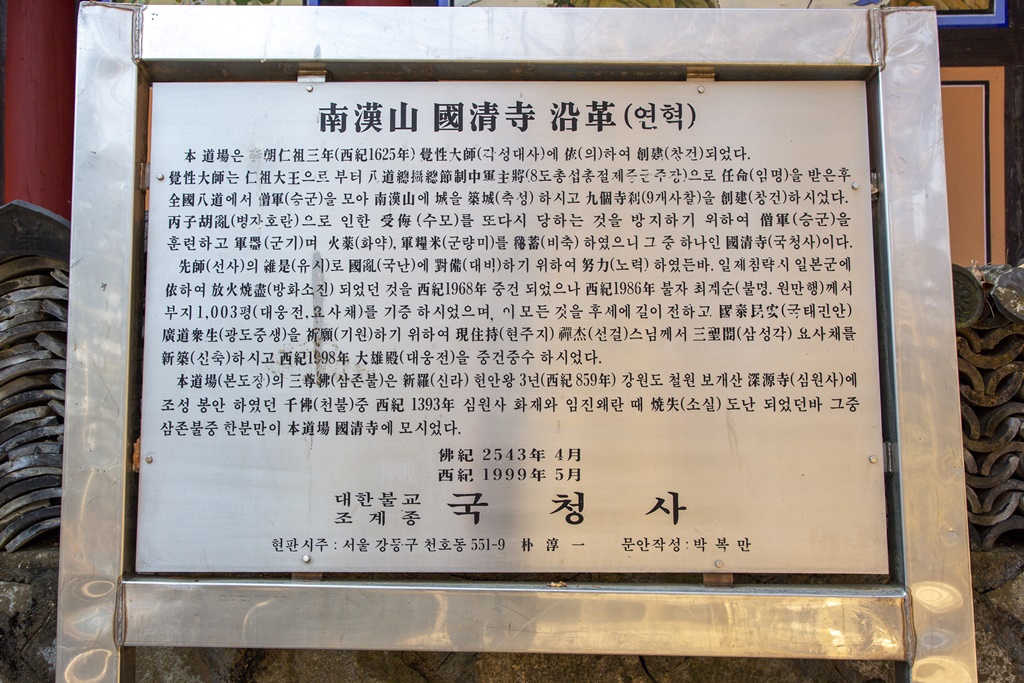 南漢山 國清寺 沿革(연혁)
本 道場은 朝仁祖三年(西紀1625年) 覺性大師(각성대사)에 依(의)하여 創建(창건)되었다.
覺性大師는 仁祖大王으로 부터 八道總攝總節制中軍主將(8도총섭총절제중군주장)으로 任命(임명)을 받은후
全國八道에서 僧軍(승군)을 모아 南漢山에 城을 築城(축성) 하시고 九個寺刹(9개사찰)을 創建(창건)하시었다.
丙子胡亂(병자호란)으로 인한 受侮(수모)를 또다시 당하는 것을 방지하기 위하여 僧軍(승군)을
훈련하고 軍器(군기)며 火薬(화약), 軍糧米(군량미)를 秘蓄(비축) 하였으니 그 중 하나인 國清寺(국청사)이다.
先師(선사)의 是(유시)로 國亂(국난)에 對備(대비)하기 위하여 努力(노력) 하였든바. 일제침략시 일본군에
依하여 放火燒盡(방화소진) 되었던 것을 西紀1968年 중건 되었으나 西紀1986年 불자 최계순(불명. 원만행)께서
부지1,003평(대웅전, 요사채)를 기증 하시었으며, 이 모든 것을 후세에 길이 전하고 (국태민안)
廣道衆生(광도중생)을 祈願(기원)하기 위하여 現住持(현주지) 禪杰(선걸)스님께서 三聖閣(삼성각) 요사채를
新築(신축)하시고 西紀1998年 大雄殿(대웅전)을 중건중수 하시었다.
本道場(본도장)의 三尊佛(삼존불)은 新羅(신라) 헌안왕 3년(西紀 859年) 강원도 철원 보개산 深源寺(심원사)에
조성 봉안 하였던 千佛(천불)중 西紀 1393年 심원사 화재와 임진왜란 때 燒失(소실) 도난 되었던바 그중
삼존불중 한분만이 本道場 國清寺에 모시었다.
佛紀 2543年 4月
西紀 1999年 5月
대한불교
조계종 국청사
현판시주 : 서울 강동구 천호동 551-9 朴 淳 一 문안작성 : 박 복 만